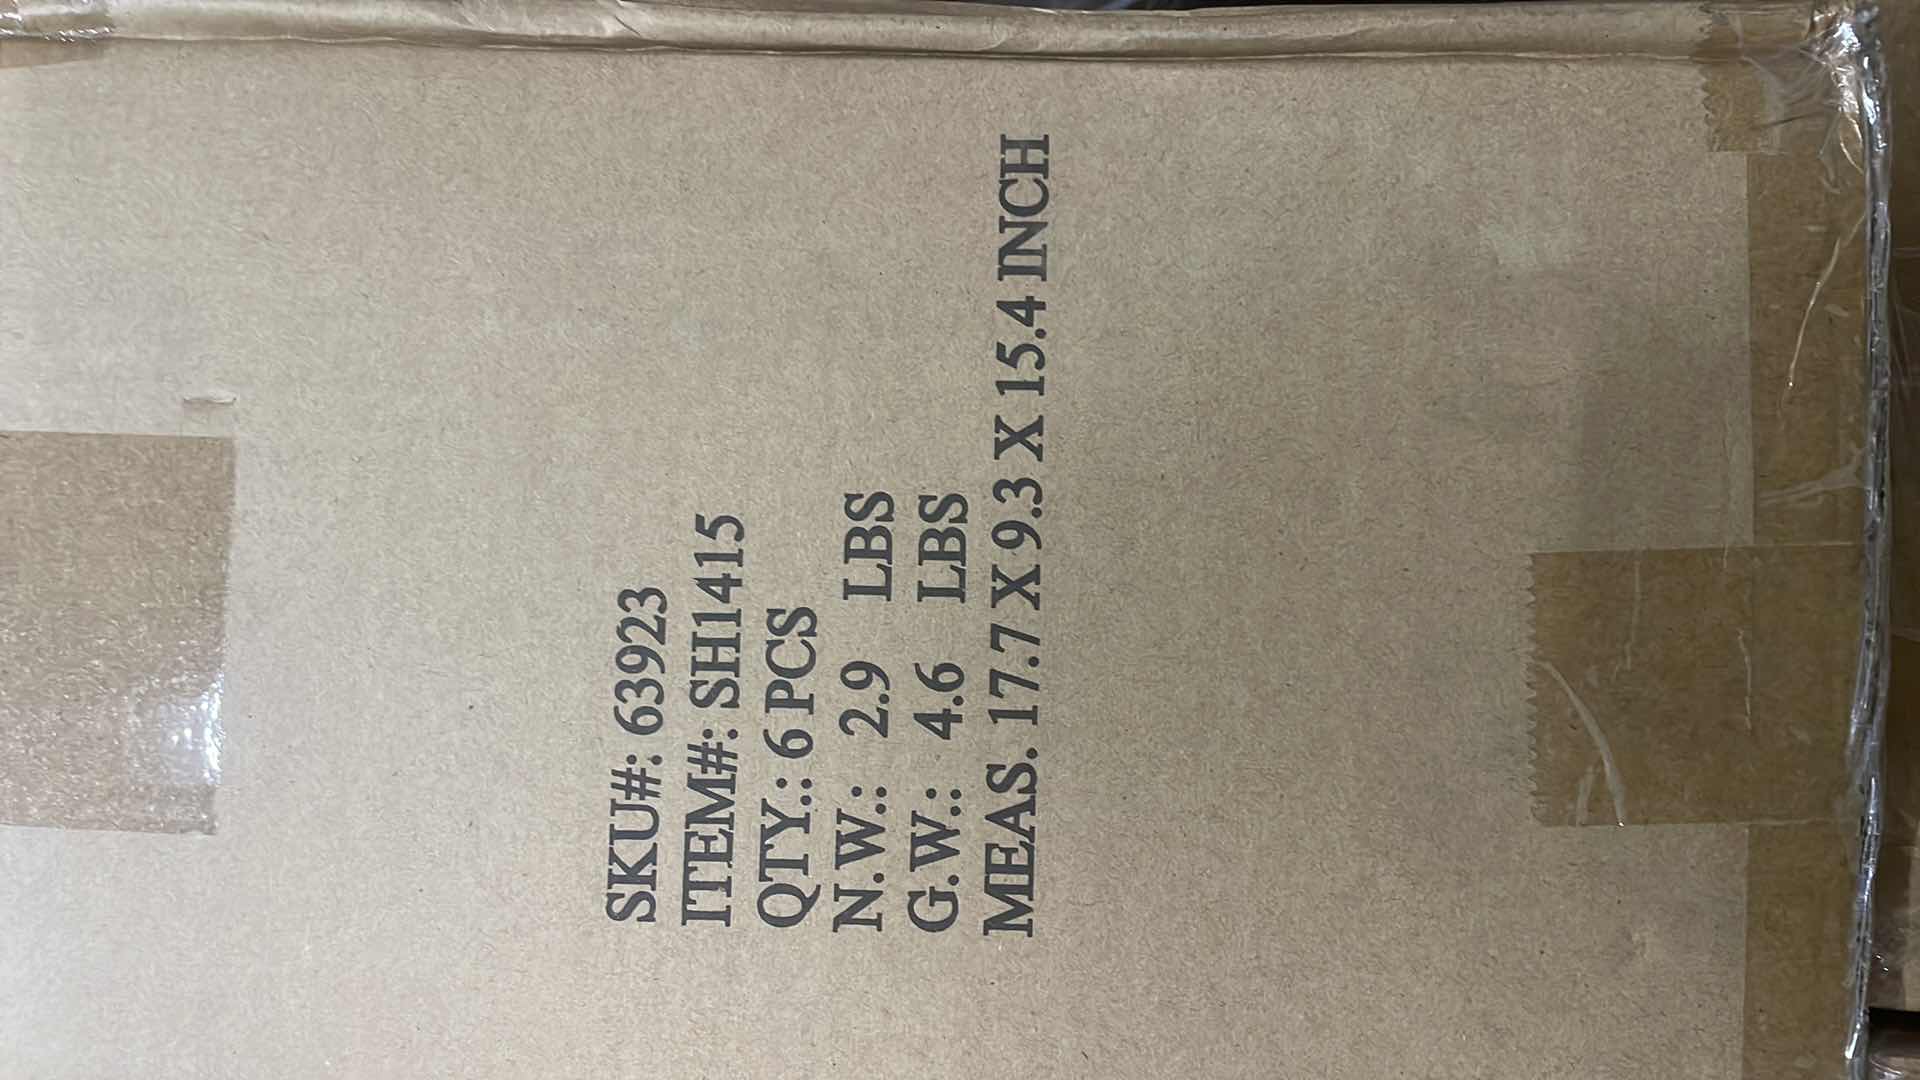 SKU#: 63923
ITEM#: SH1415
QTY.: 6 PCS
N.W.: 2.9 LBS
G.W.: 4.6 LBS
MEAS. 17.7 X 9.3 X 15.4 INCH